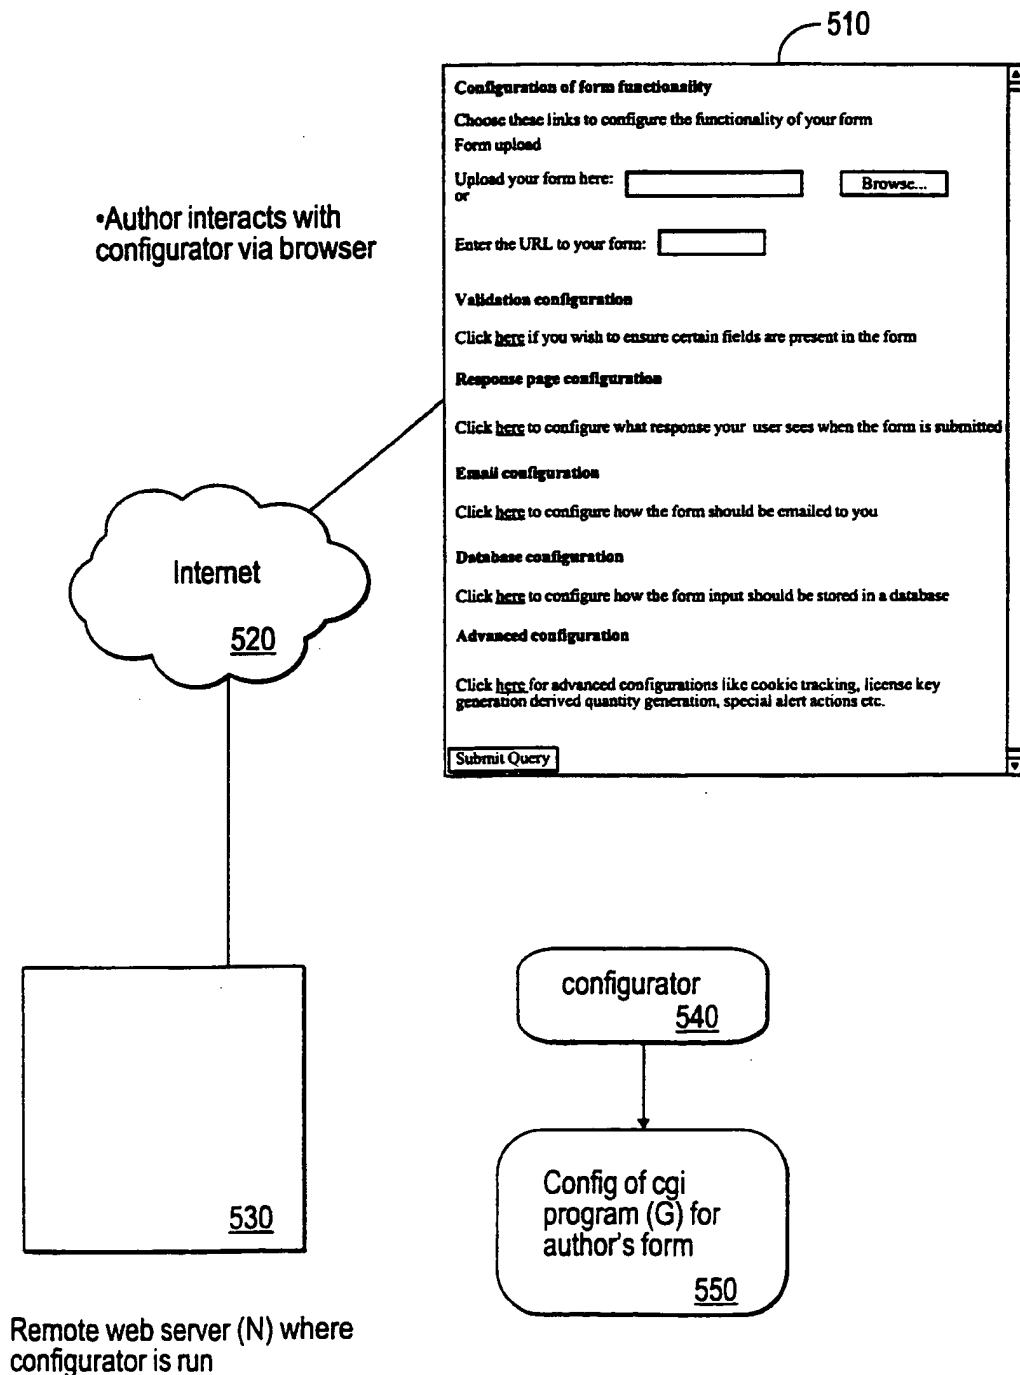 510
Configuration of form functionality
Choose these links to configure the functionality of your form
Form upload
Upload your form here:
Browse...
or
Enter the URL to your form:
Validation configuration
Click here if you wish to ensure certain fields are present in the form
Response page configuration
Click here to configure what response your user sees when the form is submitted
Email configuration
Click here to configure how the form should be emailed to you
Database configuration
Click here to configure how the form input should be stored in a database
Advanced configuration
Click here for advanced configurations like cookie tracking, license key
generation derived quantity generation, special alert actions etc.
Submit Query
•Author interacts with
configurator via browser
Internet
520
530
Remote web server (N) where
configurator is run
configurator
540
Config of cgi
program (G) for
author's form
550